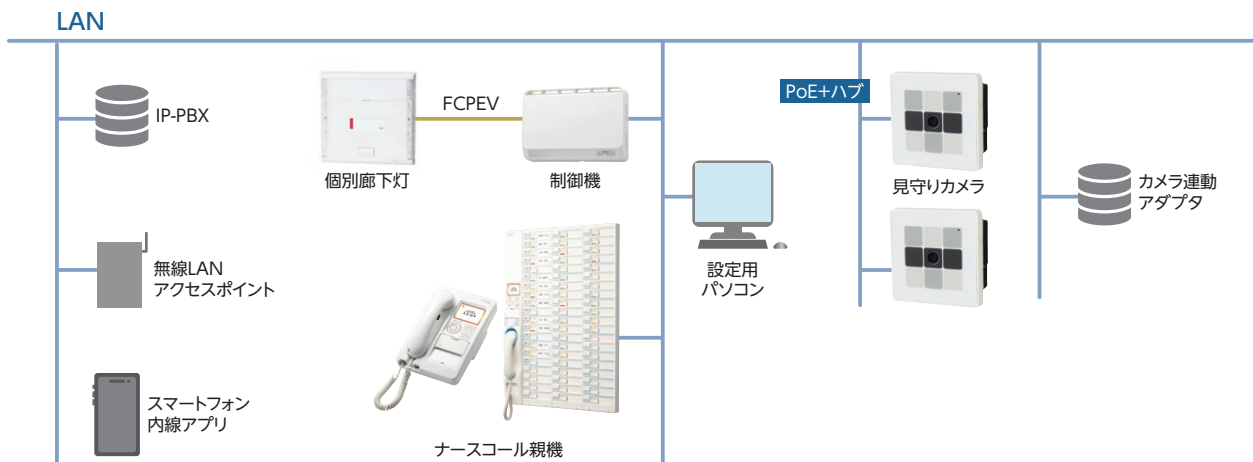 LAN
IP-PBX
FCPEV
個別廊下灯
制御機
PoE+ハブ
見守りカメラ
カメラ連動
アダプタ
無線LAN
アクセスポイント
設定用
パソコン
スマートフォン
内線アプリ
ナースコール親機